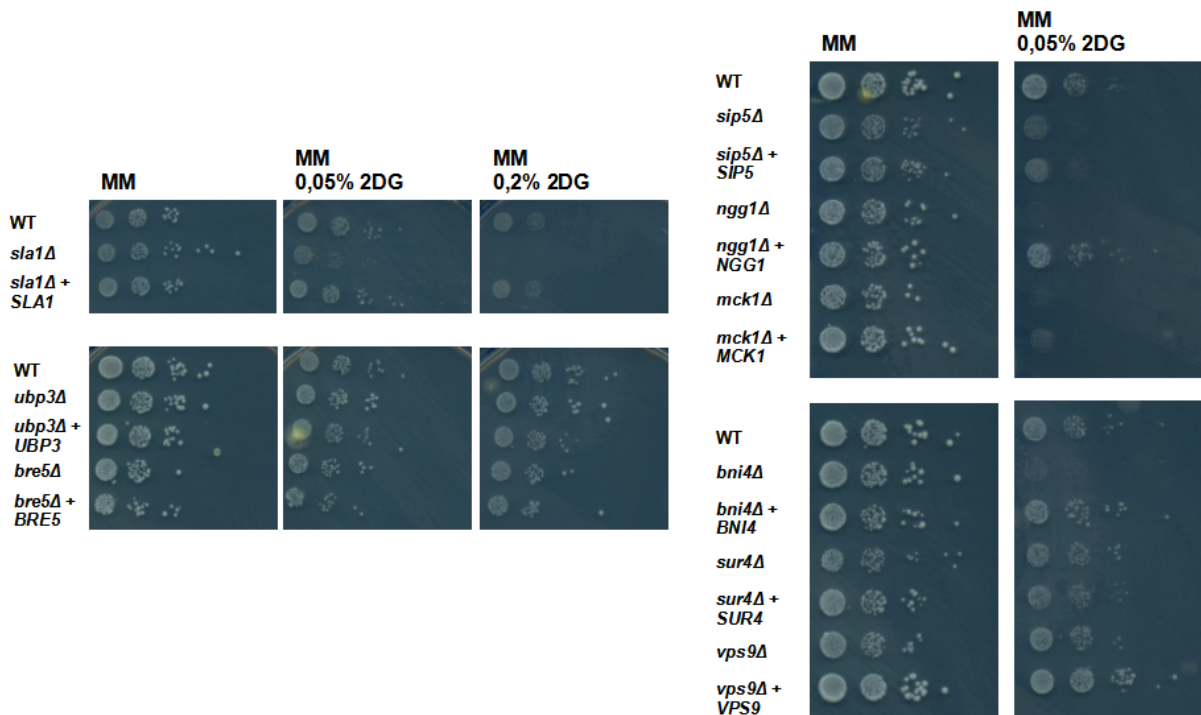 MM
MM
0,05% 2DG
MM
0,2% 2DG
WT
sla1Δ
sla1Δ +
SLA1
WT
ubp3Δ
ubp3Δ +
UBP3
bre5Δ
bre5Δ +
BRE5
MM
MM
0,05% 2DG
WT
sip5Δ
sip5Δ +
SIP5
ngg1Δ
ngg1Δ +
NGG1
mck1Δ
mck1Δ +
MCK1
WT
bni4Δ
bni4Δ +
BNI4
sur4Δ
sur4Δ +
SUR4
vps9Δ
vps9Δ +
VPS9